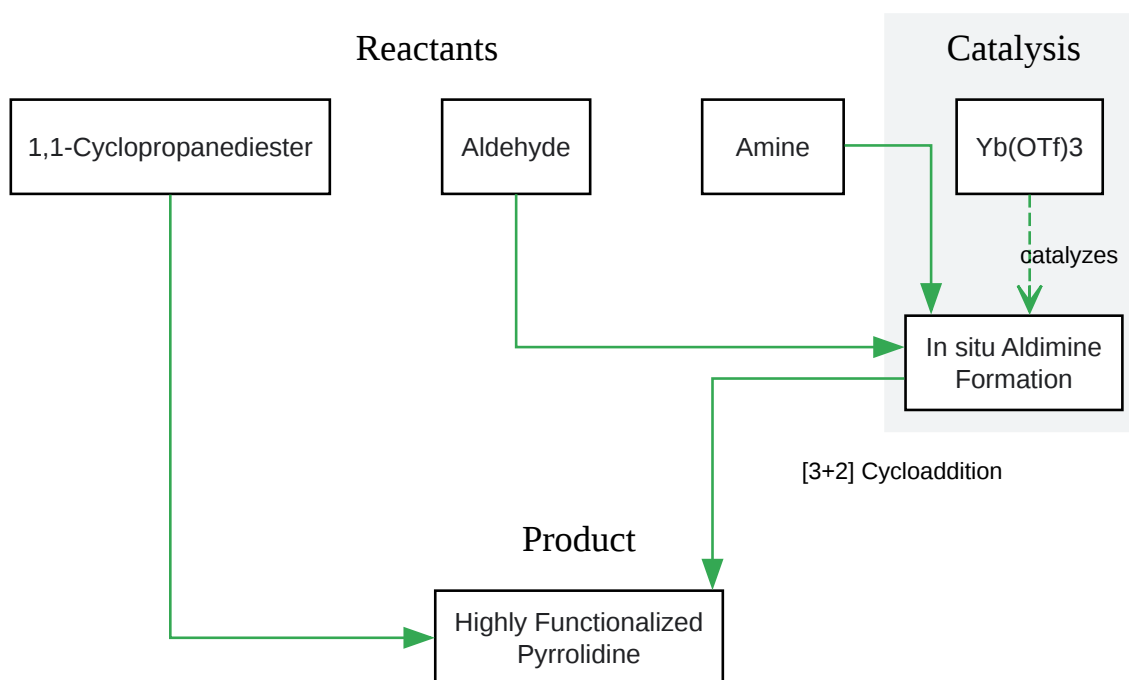 Reactants
Catalysis
1,1-Cyclopropanediester
Aldehyde
Amine
Yb(OTf)3
catalyzes
In situ Aldimine
Formation
[3+2] Cycloaddition
Product
Highly Functionalized
Pyrrolidine